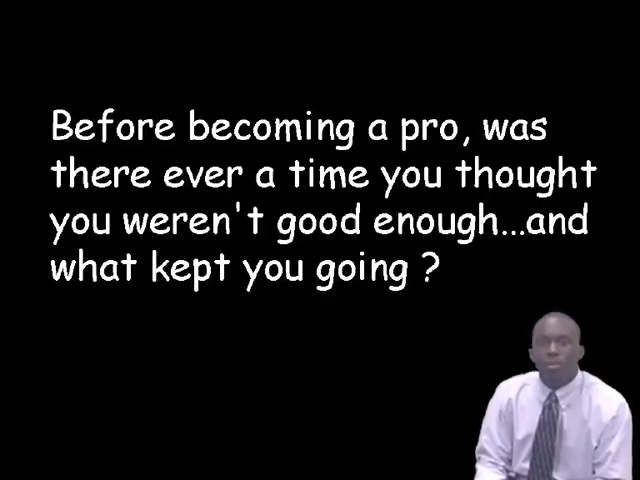 Before becoming a pro, was
there ever a time you thought
you weren't good enough...and
what kept you going ?